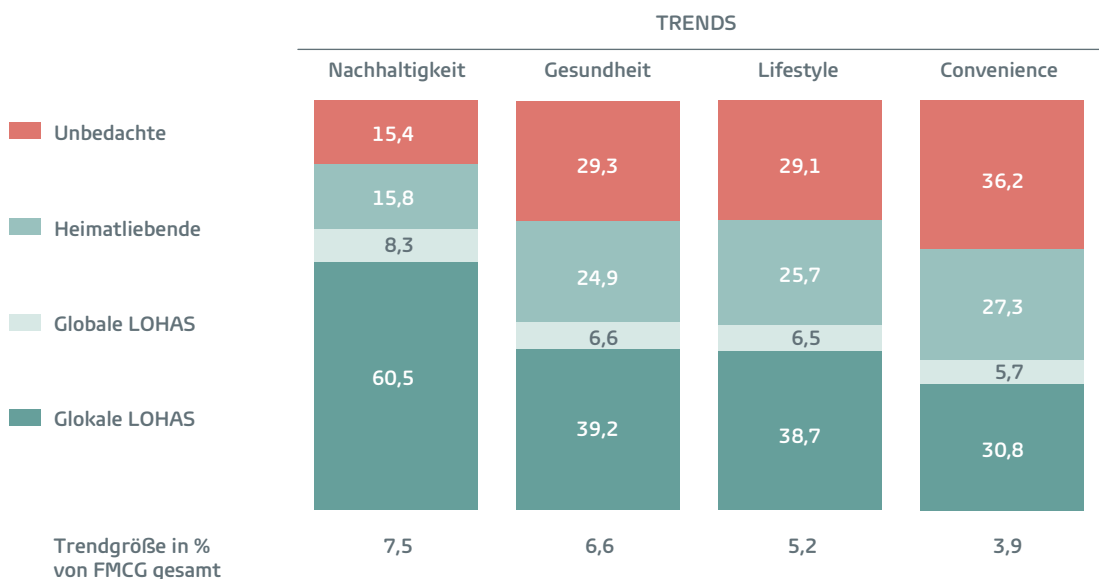 TRENDS
Nachhaltigkeit Gesundheit Lifestyle Convenience
Unbedachte 15,4 29,3 29,1 36,2
Heimatliebende 15,8 24,9 25,7 27,3
Globale LOHAS 8,3 6,6 6,5 5,7
Glokale LOHAS 60,5 39,2 38,7 30,8
Trendgröße in % 7,5 6,6 5,2 3,9
von FMCG gesamt